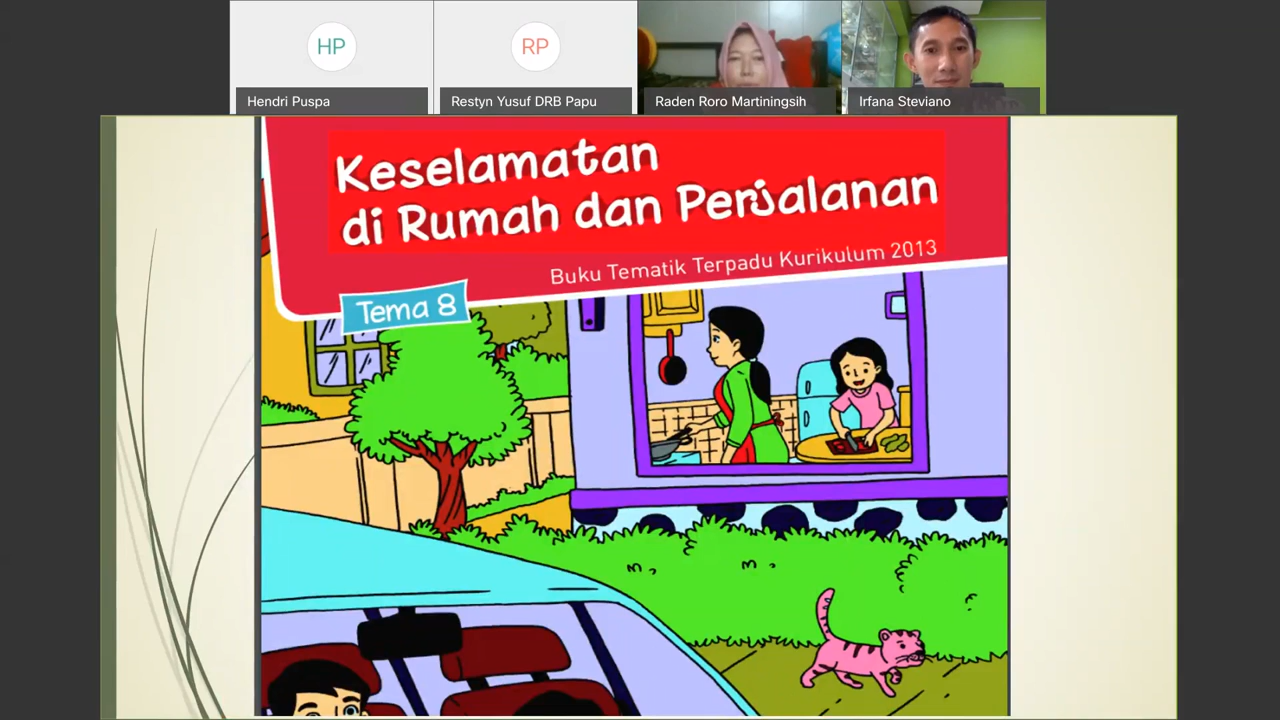 HP
RP
Hendri Puspa
Restyn Yusuf DRB Papu
Raden Roro Martiningsih
Irfana Steviano
Keselamatan
di Rumah dan Perjalanan
Buku Tematik Terpadu Kurikulum 2013
Tema 8